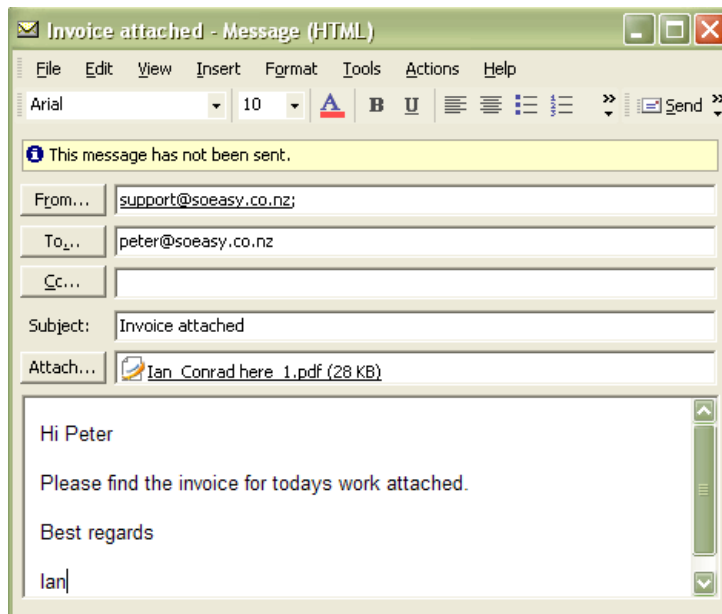 Invoice attached - Message (HTML)
File Edit View Insert Format Tools Actions Help
Arial 10 A B U Send
This message has not been sent.
From... support@soeasy.co.nz;
To... peter@soeasy.co.nz
Cc...
Subject: Invoice attached
Attach... Ian_Conrad here_1.pdf (28 KB)
Hi Peter
Please find the invoice for todays work attached.
Best regards
Ian